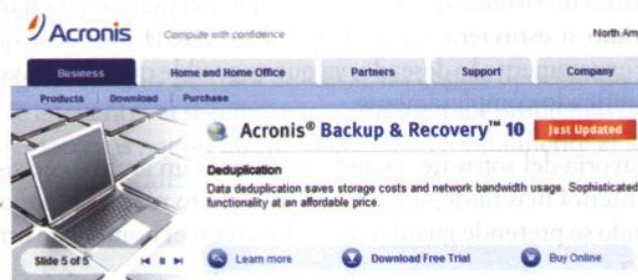 Acronis Compute with confidence North Am
Business Home and Home Office Partners Support Company
Products Download Purchase
Acronis® Backup & Recovery™ 10 Just Updated
Deduplication
Data deduplication saves storage costs and network bandwidth usage. Sophisticated
functionality at an affordable price.
Slide 5 of 5 Learn more Download Free Trial Buy Online